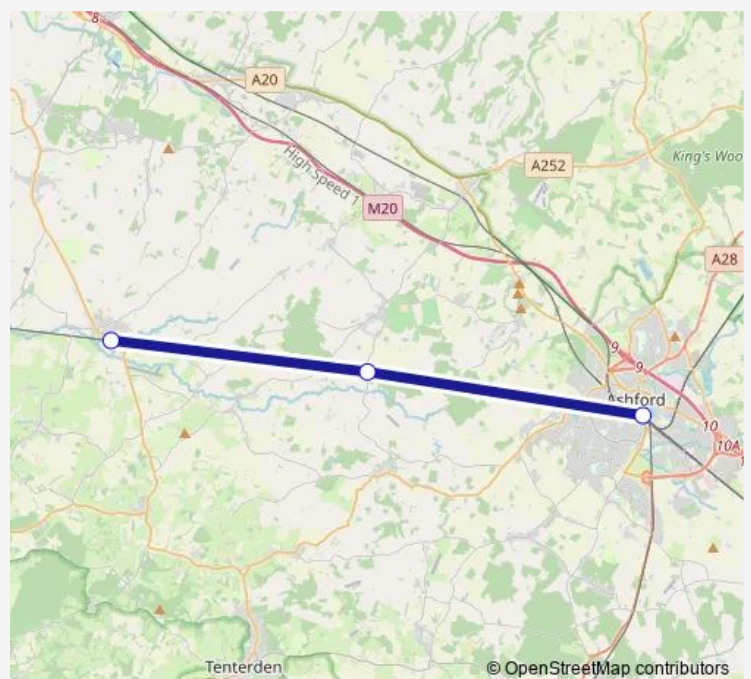 8
A20
A252
King's Woo
High Speed 1
M20
A28
9
9
Ashford
10
10A
Tenterden
© OpenStreetMap contributors